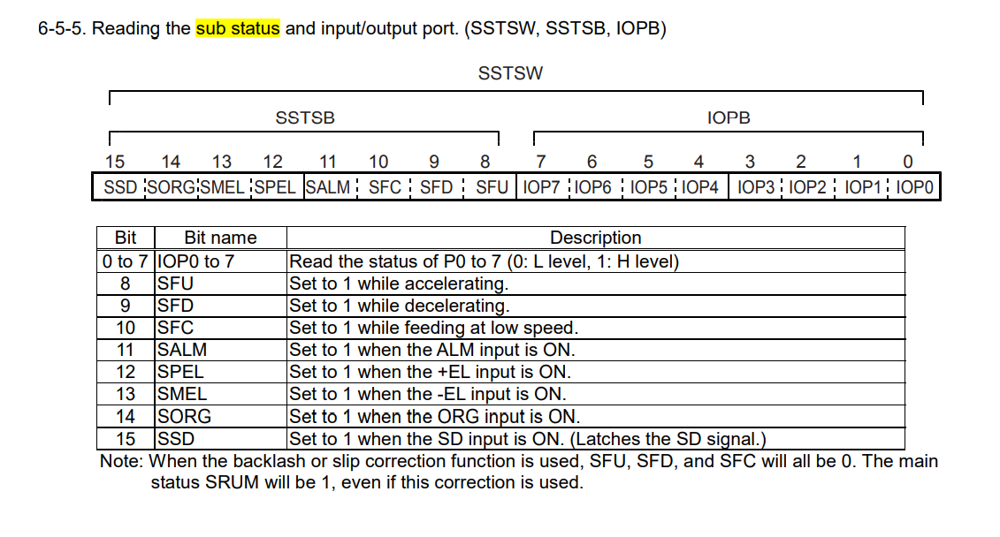 6-5-5. Reading the sub status and input/output port. (SSTSW, SSTSB, IOPB)
SSTSW
SSTSB IOPB
15 14 13 12 11 10 9 8 7 6 5 4 3 2 1 0
SSD SORG SMEL SPEL SALM SFC SFD SFU IOP7 IOP6 IOP5 IOP4 IOP3 IOP2 IOP1 IOP0
Bit Bit name Description
0 to 7 IOP0 to 7 Read the status of P0 to 7 (0: L level, 1: H level)
8 SFU Set to 1 while accelerating.
9 SFD Set to 1 while decelerating.
10 SFC Set to 1 while feeding at low speed.
11 SALM Set to 1 when the ALM input is ON.
12 SPEL Set to 1 when the +EL input is ON.
13 SMEL Set to 1 when the -EL input is ON.
14 SORG Set to 1 when the ORG input is ON.
15 SSD Set to 1 when the SD input is ON. (Latches the SD signal.)
Note: When the backlash or slip correction function is used, SFU, SFD, and SFC will all be 0. The main
status SRUM will be 1, even if this correction is used.